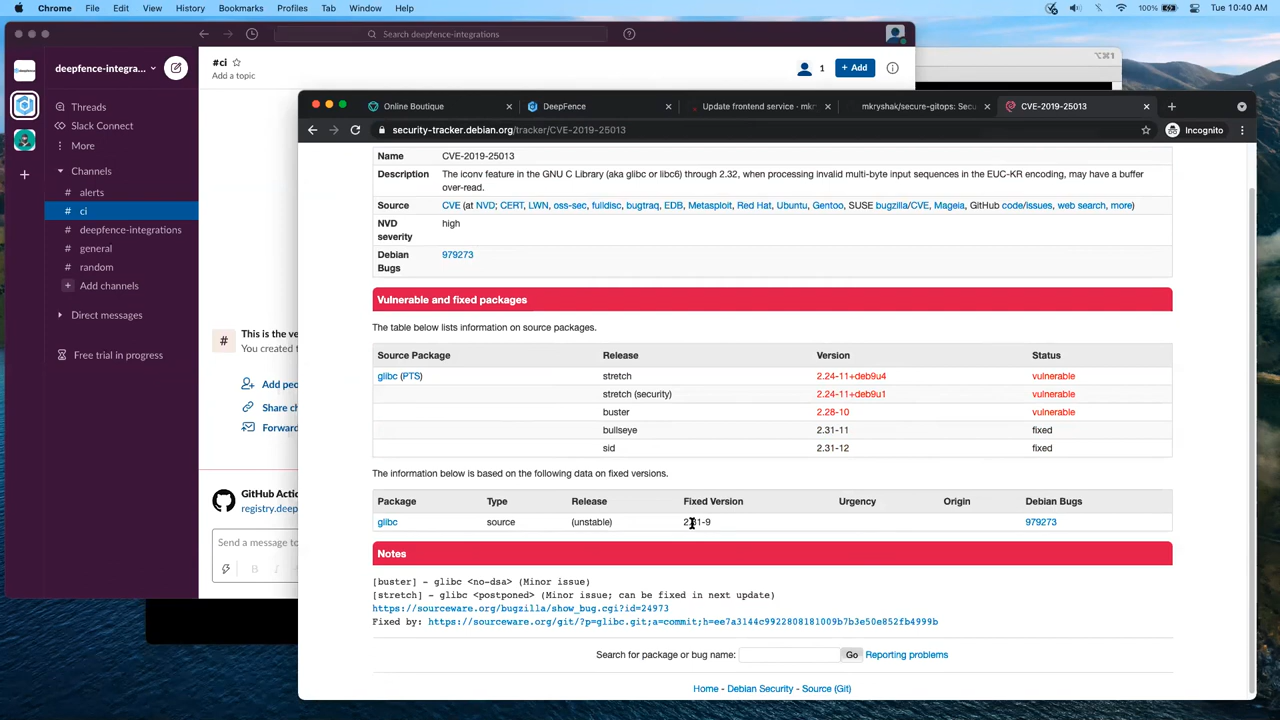 Chrome File Edit View History Bookmarks Profiles Tab Window Help 100% Tue 10:40 AM
Search deepfence-integrations
deepfence-integra...
Threads
Slack Connect
More
Channels
# alerts
# ci
# deepfence-integrations
# general
# random
+ Add channels
Direct messages
Free trial in progress
#ci
Add a topic
1
+ Add
⌥⌘1
# This is the ve
You created t
Add peo
Share ch
Forward
GitHub Actio
registry.deep
Send a message to
B I
Online Boutique
DeepFence
Update frontend service · mkr
mkryshak/secure-gitops: Secu
CVE-2019-25013
security-tracker.debian.org/tracker/CVE-2019-25013
Incognito
Name CVE-2019-25013
Description The iconv feature in the GNU C Library (aka glibc or libc6) through 2.32, when processing invalid multi-byte input sequences in the EUC-KR encoding, may have a buffer
over-read.
Source CVE (at NVD; CERT, LWN, oss-sec, fulldisc, bugtraq, EDB, Metasploit, Red Hat, Ubuntu, Gentoo, SUSE bugzilla/CVE, Mageia, GitHub code/issues, web search, more)
NVD high
severity
Debian 979273
Bugs
Vulnerable and fixed packages
The table below lists information on source packages.
Source Package Release Version Status
glibc (PTS) stretch 2.24-11+deb9u4 vulnerable
stretch (security) 2.24-11+deb9u1 vulnerable
buster 2.28-10 vulnerable
bullseye 2.31-11 fixed
sid 2.31-12 fixed
The information below is based on the following data on fixed versions.
Package Type Release Fixed Version Urgency Origin Debian Bugs
glibc source (unstable) 2.31-9 979273
Notes
[buster] - glibc <no-dsa> (Minor issue)
[stretch] - glibc <postponed> (Minor issue; can be fixed in next update)
https://sourceware.org/bugzilla/show_bug.cgi?id=24973
Fixed by: https://sourceware.org/git/?p=glibc.git;a=commit;h=ee7a3144c9922808181009b7b3e50e852fb4999b
Search for package or bug name: Go Reporting problems
Home - Debian Security - Source (Git)